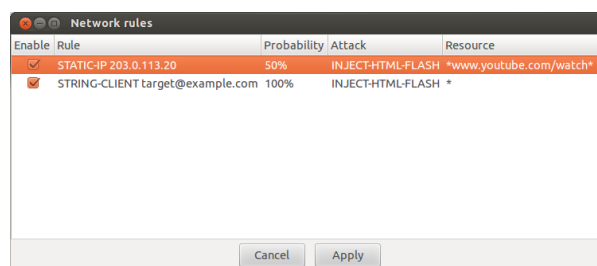 Network rules
Enable Rule Probability Attack Resource
STATIC-IP 203.0.113.20 50% INJECT-HTML-FLASH *www.youtube.com/watch*
STRING-CLIENT target@example.com 100% INJECT-HTML-FLASH *
Cancel Apply